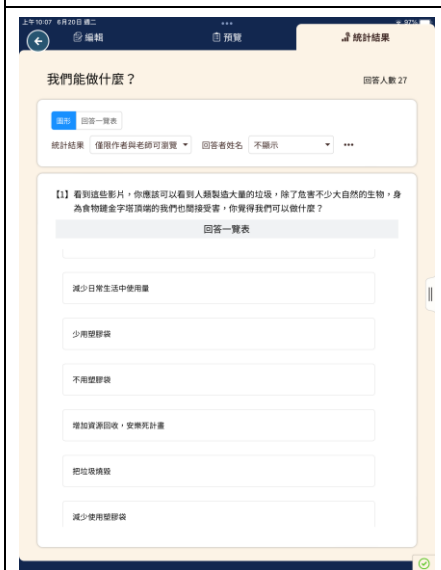 上午10:07 6月20日 週二
97%
編輯
預覽
統計結果
我們能做什麼？
回答人數 27
圖形
回答一覽表
統計結果
僅限作者與老師可瀏覽
回答者姓名
不顯示
【1】看到這些影片，你應該可以看到人類製造大量的垃圾，除了危害不少大自然的生物，身
為食物鏈金字塔頂端的我們也間接受害，你覺得我們可以做什麼？
回答一覽表
減少日常生活中使用量
少用塑膠袋
不用塑膠袋
增加資源回收，安樂死計畫
把垃圾燒毀
減少使用塑膠袋